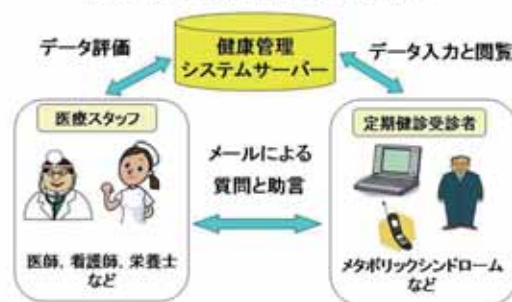 データ評価
健康管理
システムサーバー
データ入力と閲覧
医療スタッフ
定期健診受診者
メールによる
質問と助言
医師、看護師、栄養士
など
メタボリックシンドローム
など